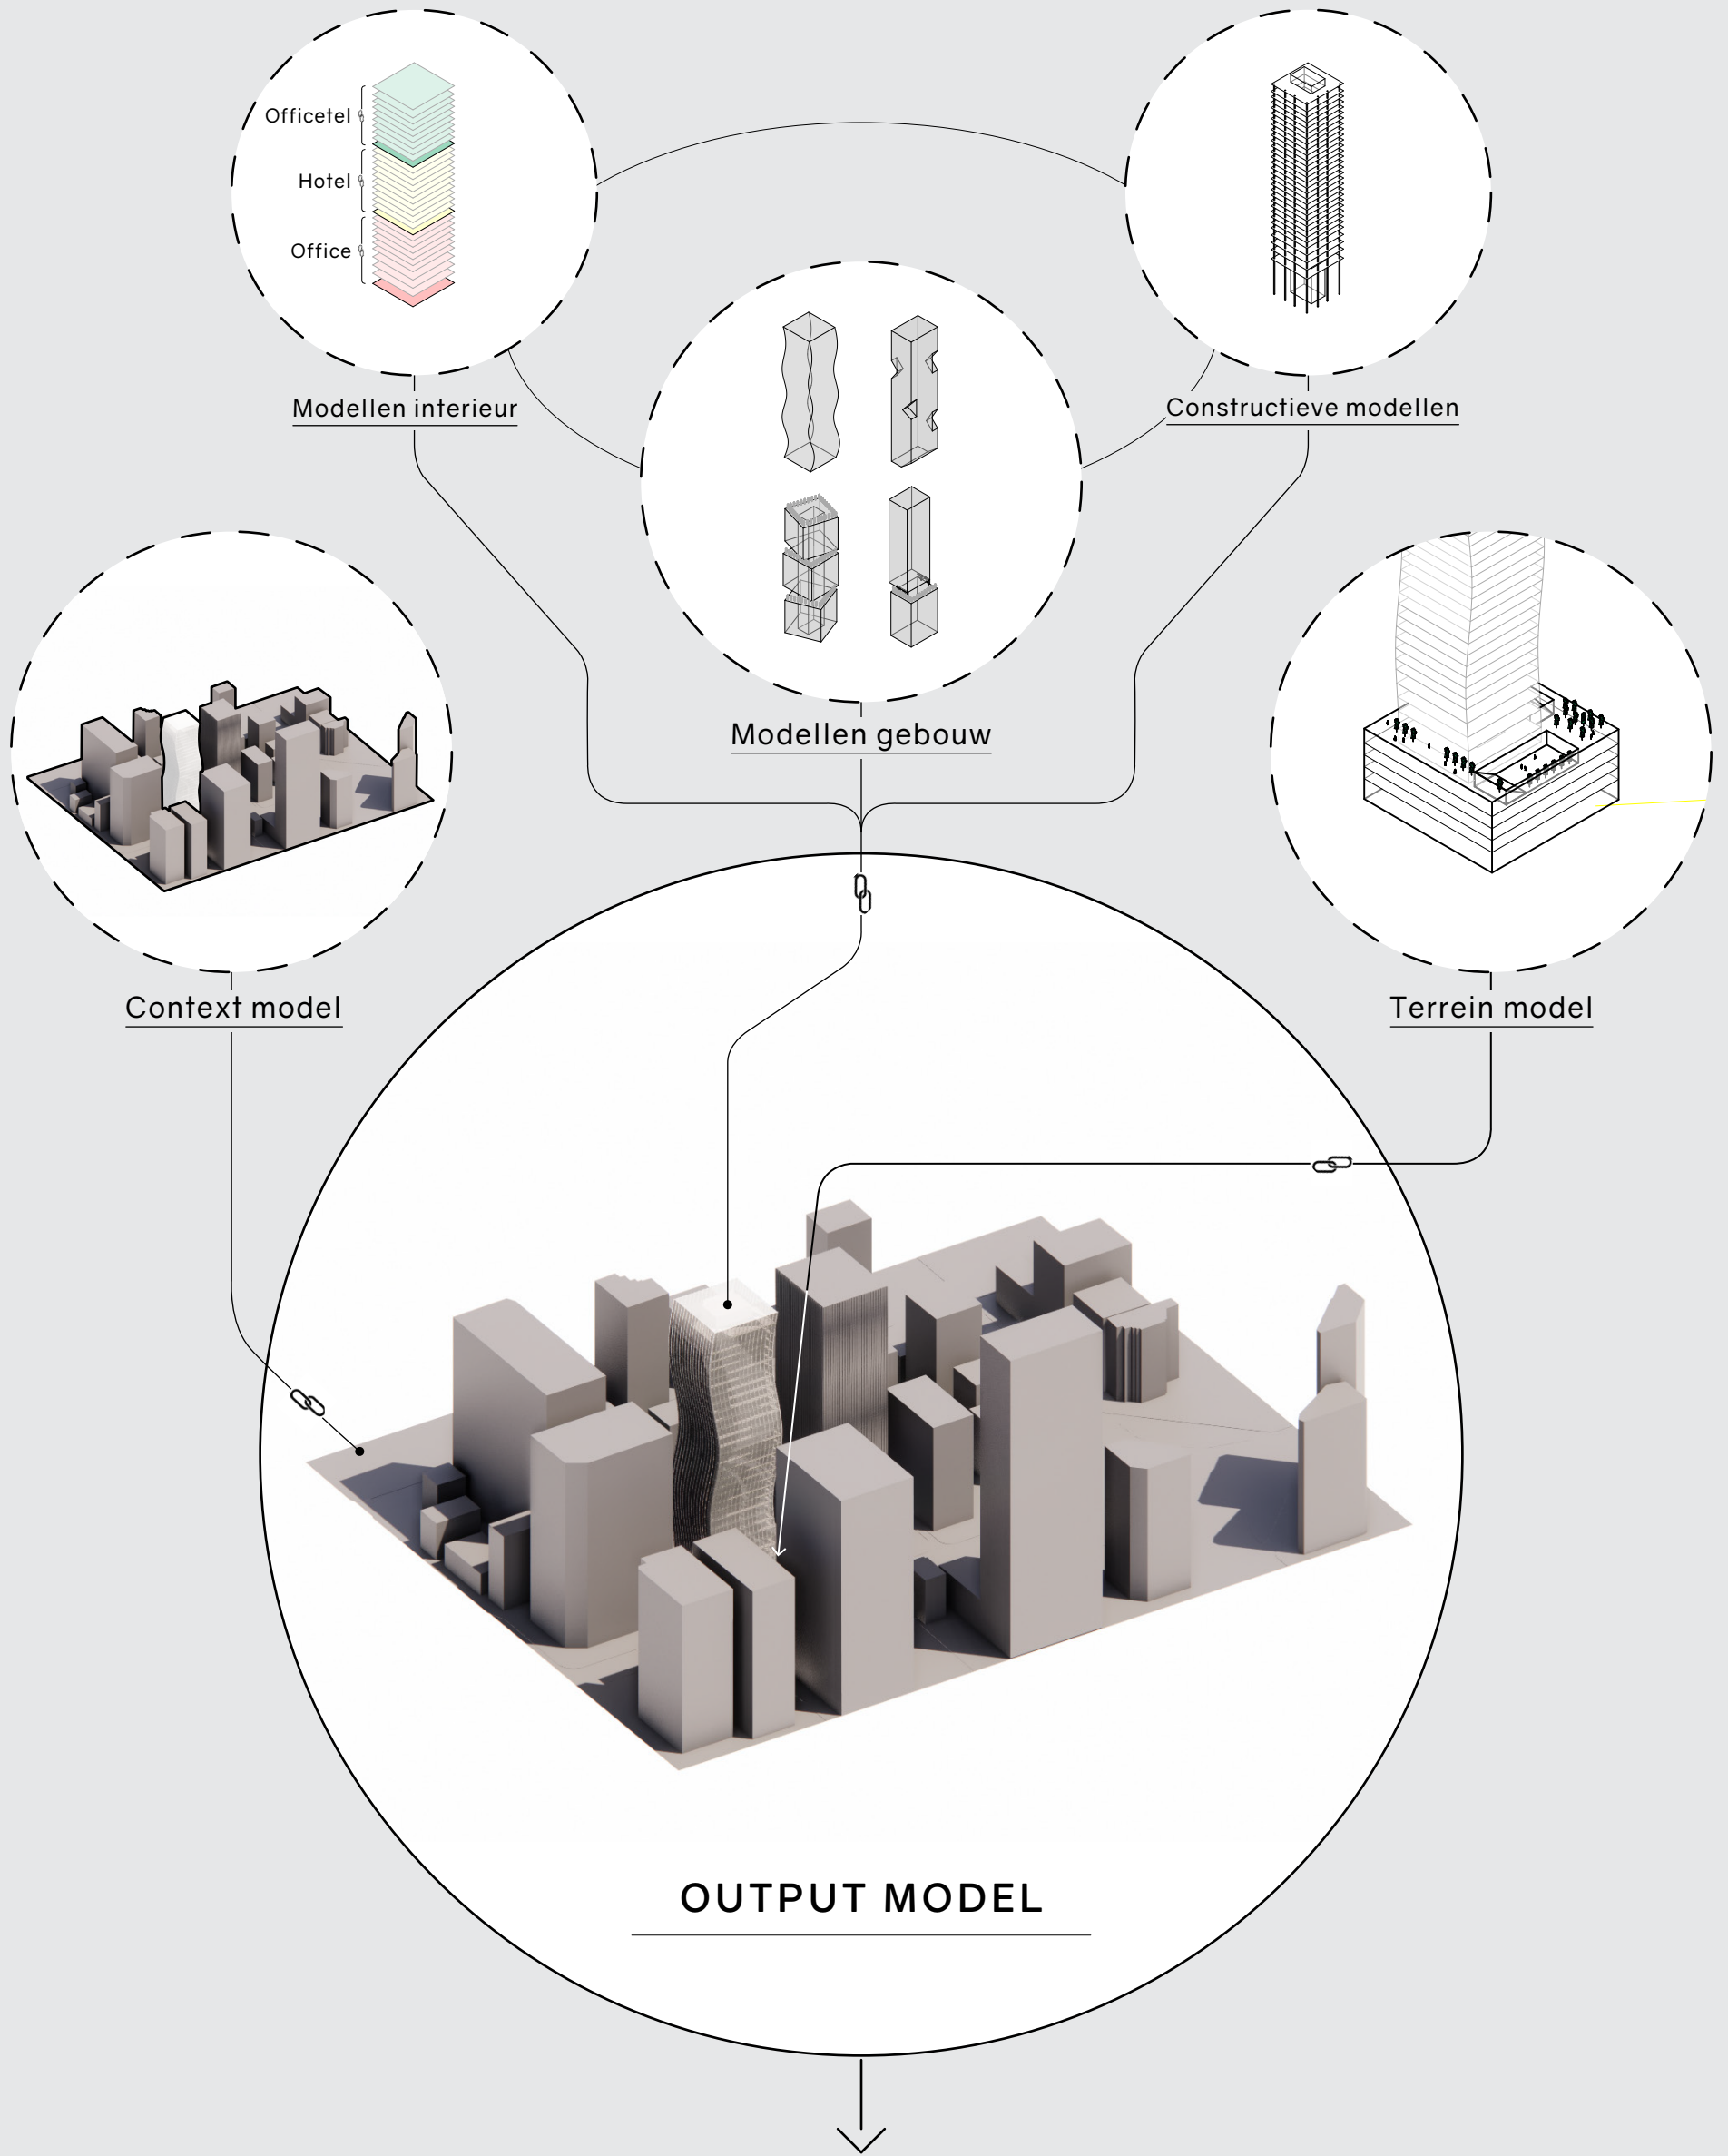 Officetel
Hotel
Office
Modellen interieur
Constructieve modellen
Modellen gebouw
Context model
Terrein model
OUTPUT MODEL